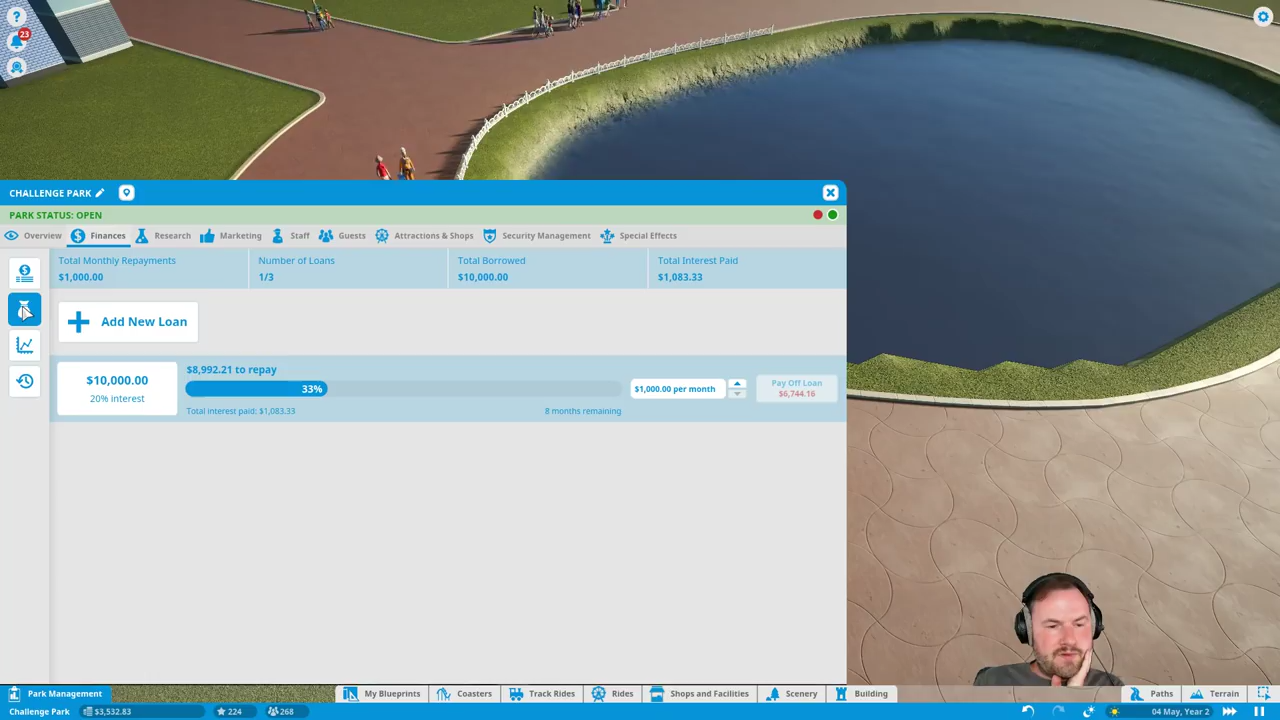 ?
23
CHALLENGE PARK
PARK STATUS: OPEN
Overview Finances Research Marketing Staff Guests Attractions & Shops Security Management Special Effects
Total Monthly Repayments Number of Loans Total Borrowed Total Interest Paid
$1,000.00 1/3 $10,000.00 $1,083.33
Add New Loan
$8,992.21 to repay
$10,000.00
33%
$1,000.00 per month
Pay Off Loan
$6,744.16
20% interest
Total interest paid: $1,083.33 8 months remaining
Park Management My Blueprints Coasters Track Rides Rides Shops and Facilities Scenery Building Paths Terrain
Challenge Park $3,532.83 224 268 04 May, Year 2